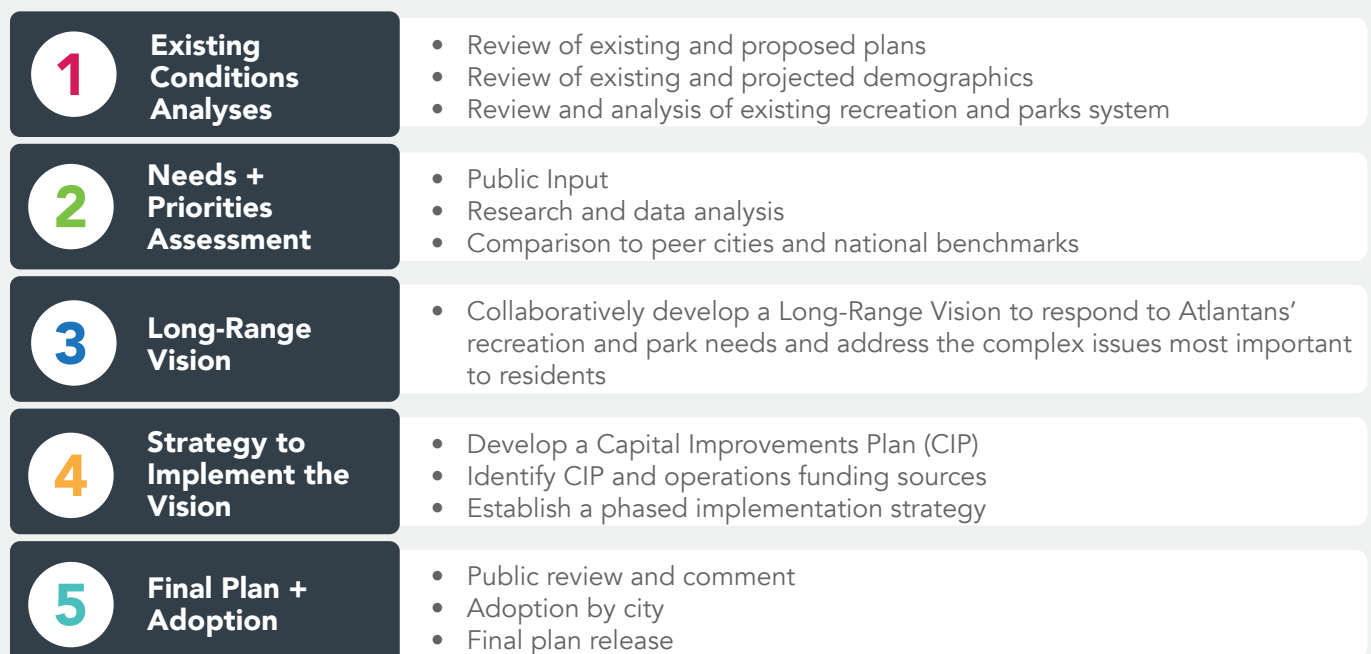 1
Existing
Conditions
Analyses
• Review of existing and proposed plans
• Review of existing and projected demographics
• Review and analysis of existing recreation and parks system
2
Needs +
Priorities
Assessment
• Public Input
• Research and data analysis
• Comparison to peer cities and national benchmarks
3
Long-Range
Vision
• Collaboratively develop a Long-Range Vision to respond to Atlantans’
recreation and park needs and address the complex issues most important
to residents
4
Strategy to
Implement the
Vision
• Develop a Capital Improvements Plan (CIP)
• Identify CIP and operations funding sources
• Establish a phased implementation strategy
5
Final Plan +
Adoption
• Public review and comment
• Adoption by city
• Final plan release